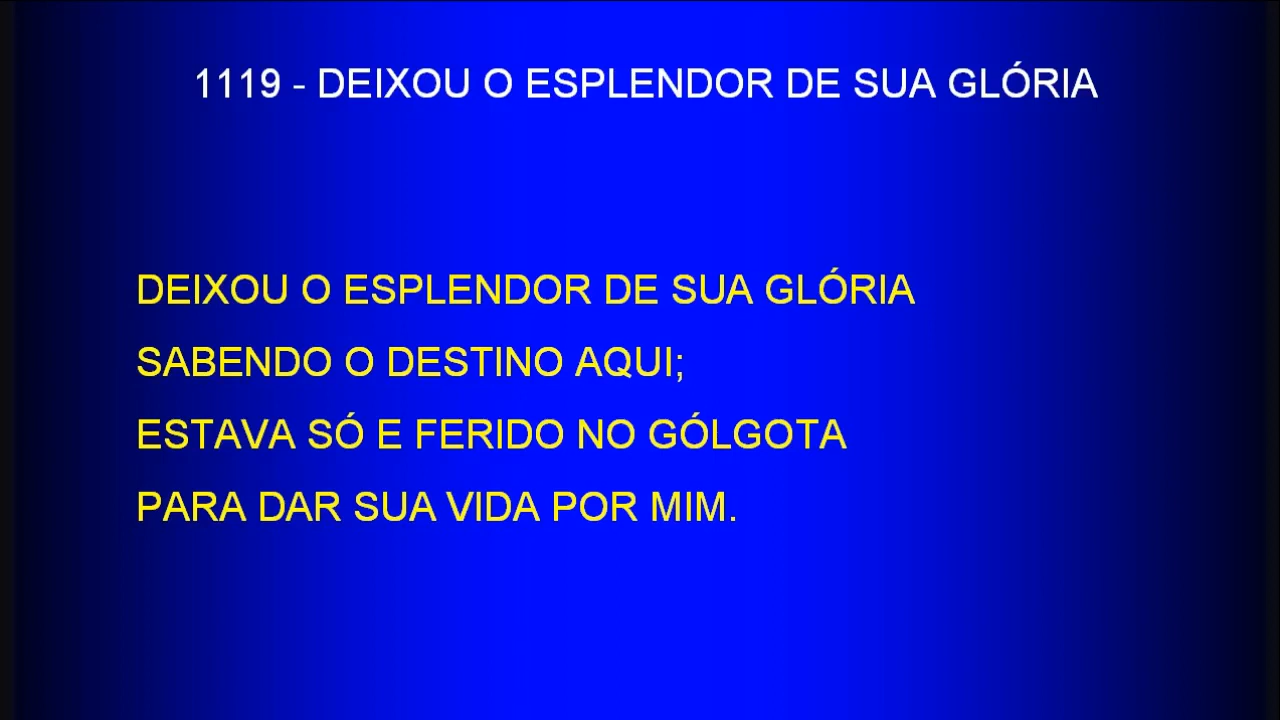 1119 - DEIXOU O ESPLENDOR DE SUA GLÓRIA
DEIXOU O ESPLENDOR DE SUA GLÓRIA
SABENDO O DESTINO AQUI;
ESTAVA SÓ E FERIDO NO GÓLGOTA
PARA DAR SUA VIDA POR MIM.